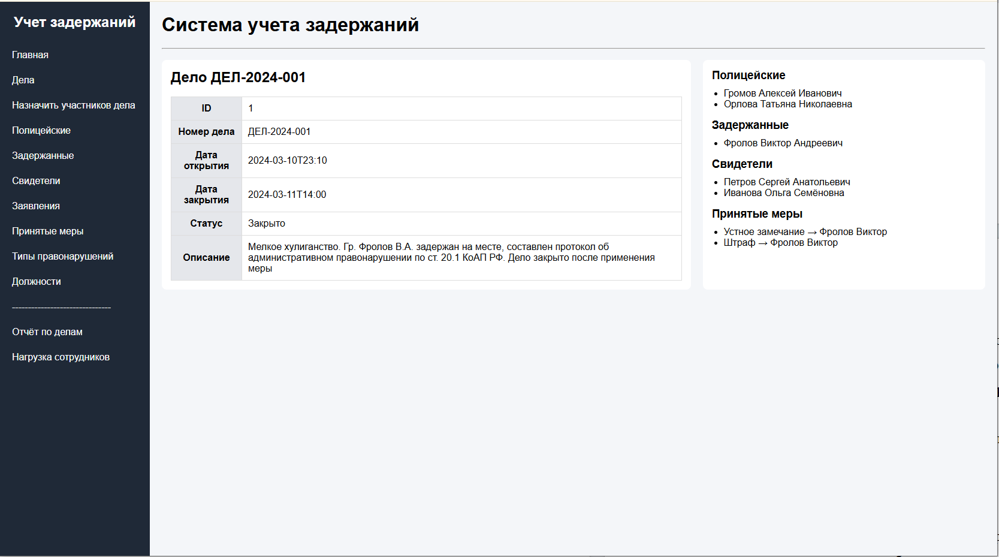 Учет задержаний
Главная
Дела
Назначить участников дела
Полицейские
Задержанные
Свидетели
Заявления
Принятые меры
Типы правонарушений
Должности
-------------------------------
Отчёт по делам
Нагрузка сотрудников
Система учета задержаний
Дело ДЕЛ-2024-001
ID 1
Номер дела ДЕЛ-2024-001
Дата
открытия 2024-03-10T23:10
Дата
закрытия 2024-03-11T14:00
Статус Закрыто
Описание
Мелкое хулиганство. Гр. Фролов В.А. задержан на месте, составлен протокол об
административном правонарушении по ст. 20.1 КоАП РФ. Дело закрыто после применения
меры
Полицейские
• Громов Алексей Иванович
• Орлова Татьяна Николаевна
Задержанные
• Фролов Виктор Андреевич
Свидетели
• Петров Сергей Анатольевич
• Иванова Ольга Семёновна
Принятые меры
• Устное замечание → Фролов Виктор
• Штраф → Фролов Виктор